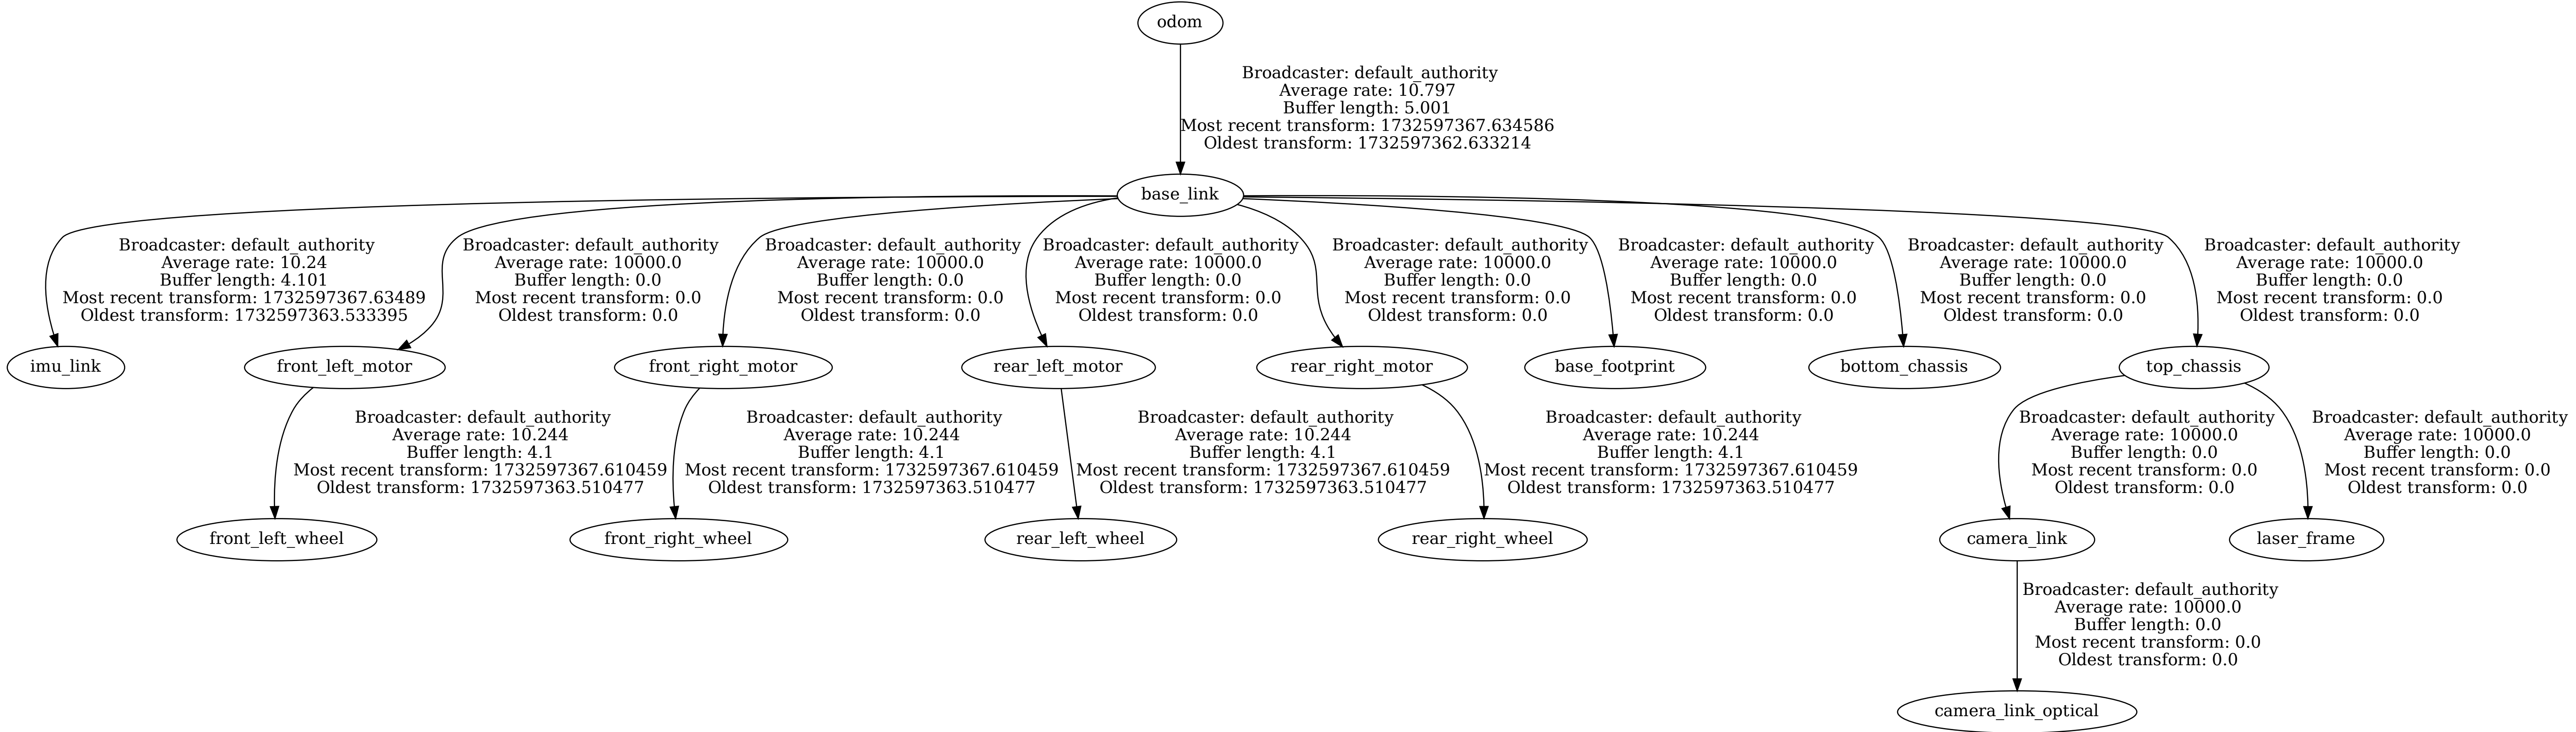 odom
Broadcaster: default_authority
Average rate: 10.797
Buffer length: 5.001
Most recent transform: 1732597367.634586
Oldest transform: 1732597362.633214
base_link
Broadcaster: default_authority
Average rate: 10.24
Buffer length: 4.101
Most recent transform: 1732597367.63489
Oldest transform: 1732597363.533395
Broadcaster: default_authority
Average rate: 10000.0
Buffer length: 0.0
Most recent transform: 0.0
Oldest transform: 0.0
Broadcaster: default_authority
Average rate: 10000.0
Buffer length: 0.0
Most recent transform: 0.0
Oldest transform: 0.0
Broadcaster: default_authority
Average rate: 10000.0
Buffer length: 0.0
Most recent transform: 0.0
Oldest transform: 0.0
Broadcaster: default_authority
Average rate: 10000.0
Buffer length: 0.0
Most recent transform: 0.0
Oldest transform: 0.0
Broadcaster: default_authority
Average rate: 10000.0
Buffer length: 0.0
Most recent transform: 0.0
Oldest transform: 0.0
Broadcaster: default_authority
Average rate: 10000.0
Buffer length: 0.0
Most recent transform: 0.0
Oldest transform: 0.0
Broadcaster: default_authority
Average rate: 10000.0
Buffer length: 0.0
Most recent transform: 0.0
Oldest transform: 0.0
imu_link
front_left_motor
front_right_motor
rear_left_motor
rear_right_motor
base_footprint
bottom_chassis
top_chassis
Broadcaster: default_authority
Average rate: 10.244
Buffer length: 4.1
Most recent transform: 1732597367.610459
Oldest transform: 1732597363.510477
Broadcaster: default_authority
Average rate: 10.244
Buffer length: 4.1
Most recent transform: 1732597367.610459
Oldest transform: 1732597363.510477
Broadcaster: default_authority
Average rate: 10.244
Buffer length: 4.1
Most recent transform: 1732597367.610459
Oldest transform: 1732597363.510477
Broadcaster: default_authority
Average rate: 10.244
Buffer length: 4.1
Most recent transform: 1732597367.610459
Oldest transform: 1732597363.510477
Broadcaster: default_authority
Average rate: 10000.0
Buffer length: 0.0
Most recent transform: 0.0
Oldest transform: 0.0
Broadcaster: default_authority
Average rate: 10000.0
Buffer length: 0.0
Most recent transform: 0.0
Oldest transform: 0.0
front_left_wheel
front_right_wheel
rear_left_wheel
rear_right_wheel
camera_link
laser_frame
Broadcaster: default_authority
Average rate: 10000.0
Buffer length: 0.0
Most recent transform: 0.0
Oldest transform: 0.0
camera_link_optical